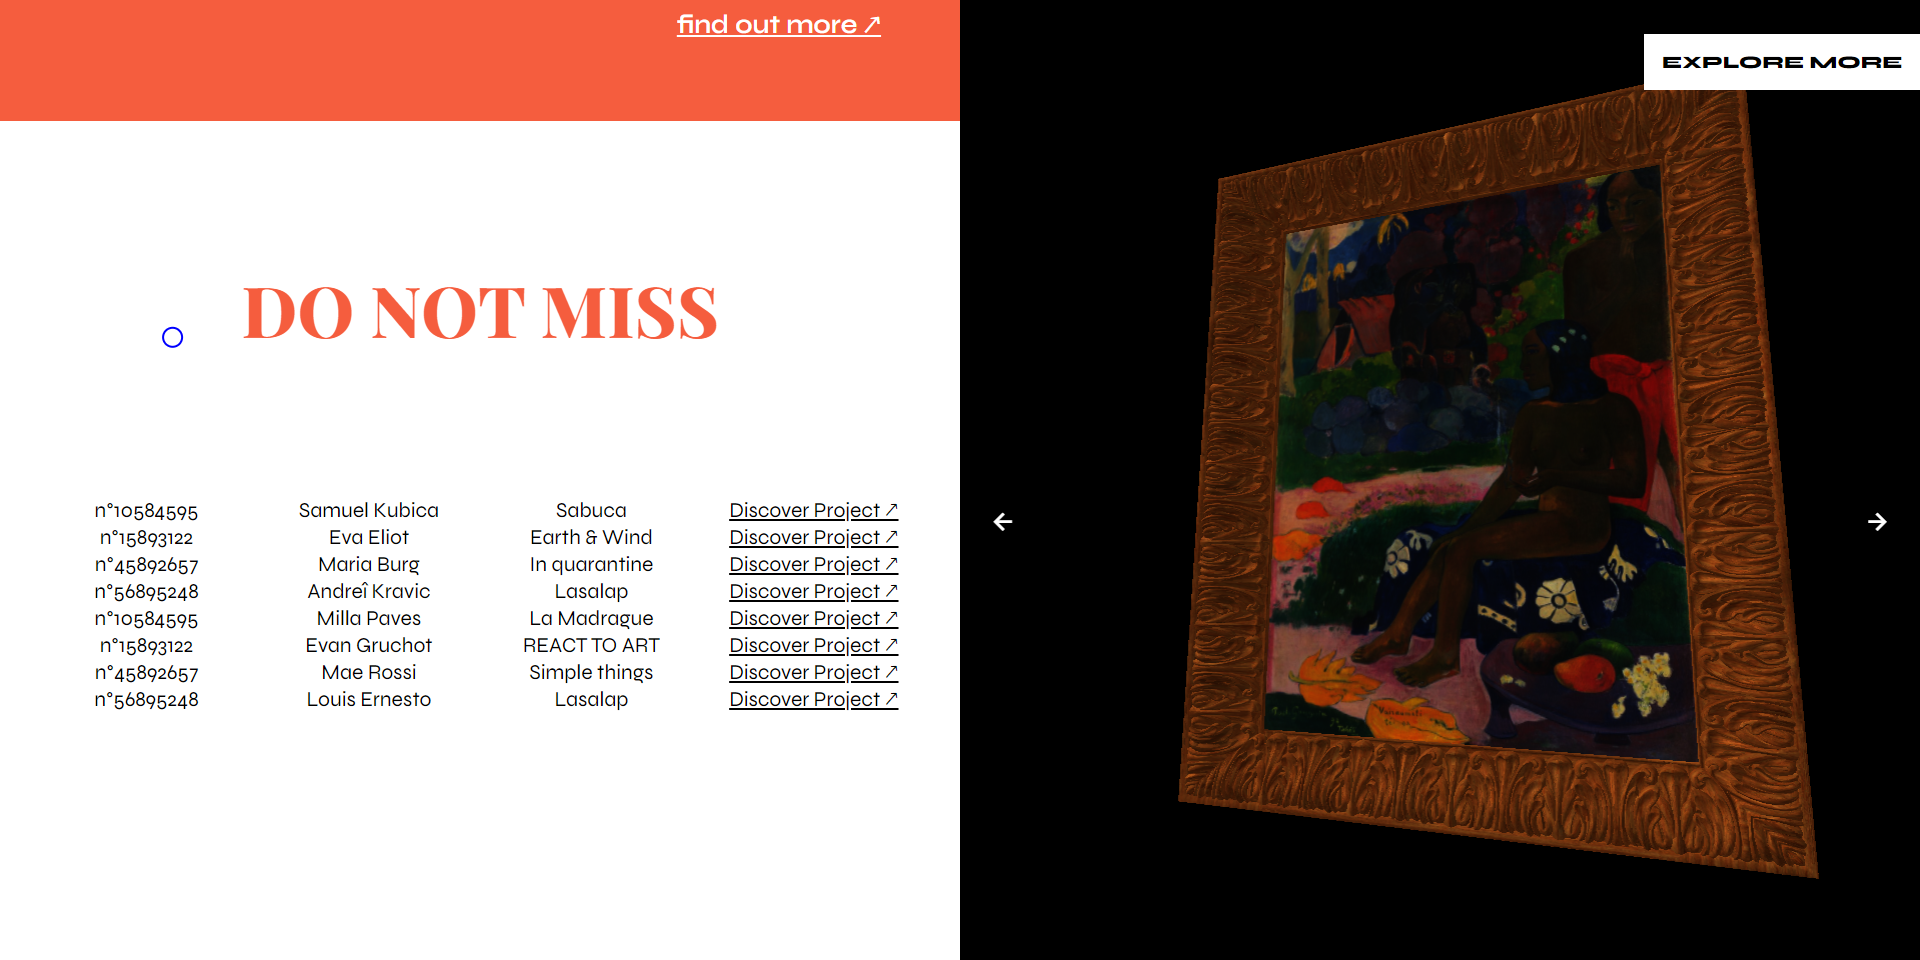 find out more ↗
EXPLORE MORE
DO NOT MISS
n°10584595 Samuel Kubica Sabuca Discover Project ↗
n°15893122 Eva Eliot Earth & Wind Discover Project ↗
n°45892657 Maria Burg In quarantine Discover Project ↗
n°56895248 Andreî Kravic Lasalap Discover Project ↗
n°10584595 Milla Paves La Madrague Discover Project ↗
n°15893122 Evan Gruchot REACT TO ART Discover Project ↗
n°45892657 Mae Rossi Simple things Discover Project ↗
n°56895248 Louis Ernesto Lasalap Discover Project ↗